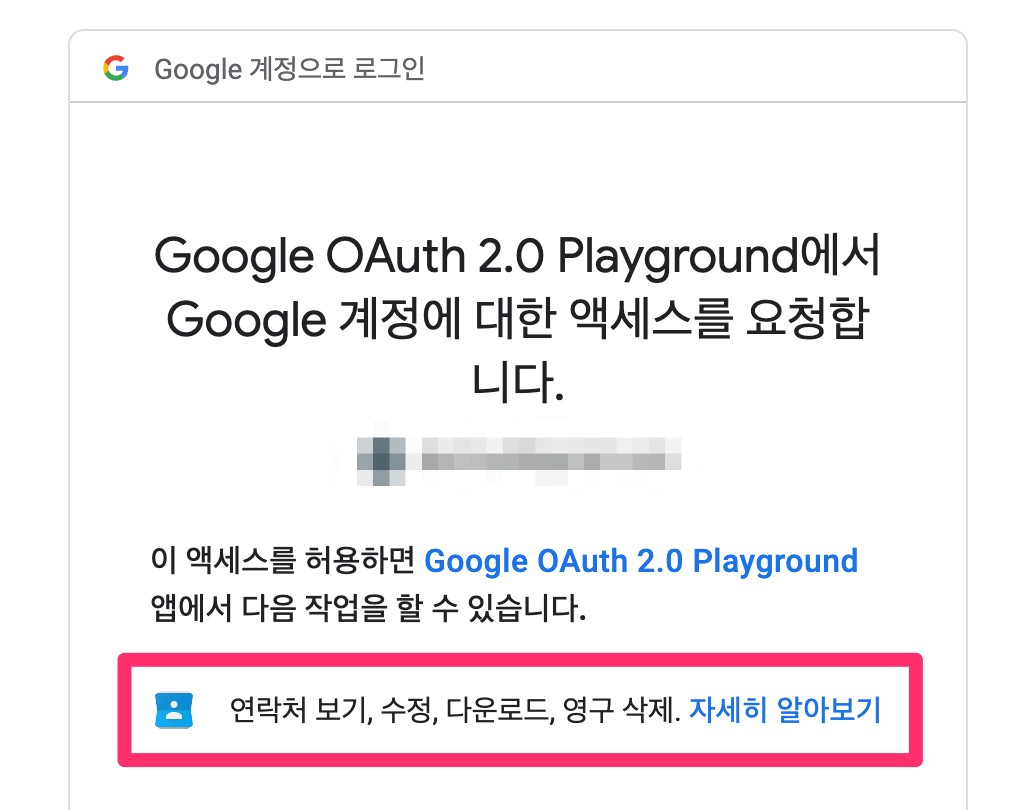 Google 계정으로 로그인
Google OAuth 2.0 Playground에서
Google 계정에 대한 액세스를 요청합
니다.
이 액세스를 허용하면 Google OAuth 2.0 Playground
앱에서 다음 작업을 할 수 있습니다.
연락처 보기, 수정, 다운로드, 영구 삭제. 자세히 알아보기